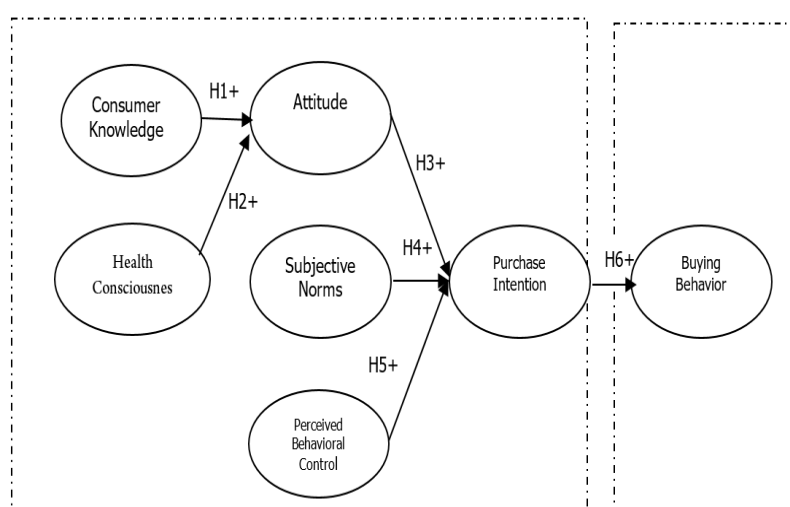 H1+
Consumer
Knowledge
Attitude
H3+
H2+
Health
Consciousnes
Subjective
Norms
H4+
Purchase
Intention
H6+
Buying
Behavior
H5+
Perceived
Behavioral
Control